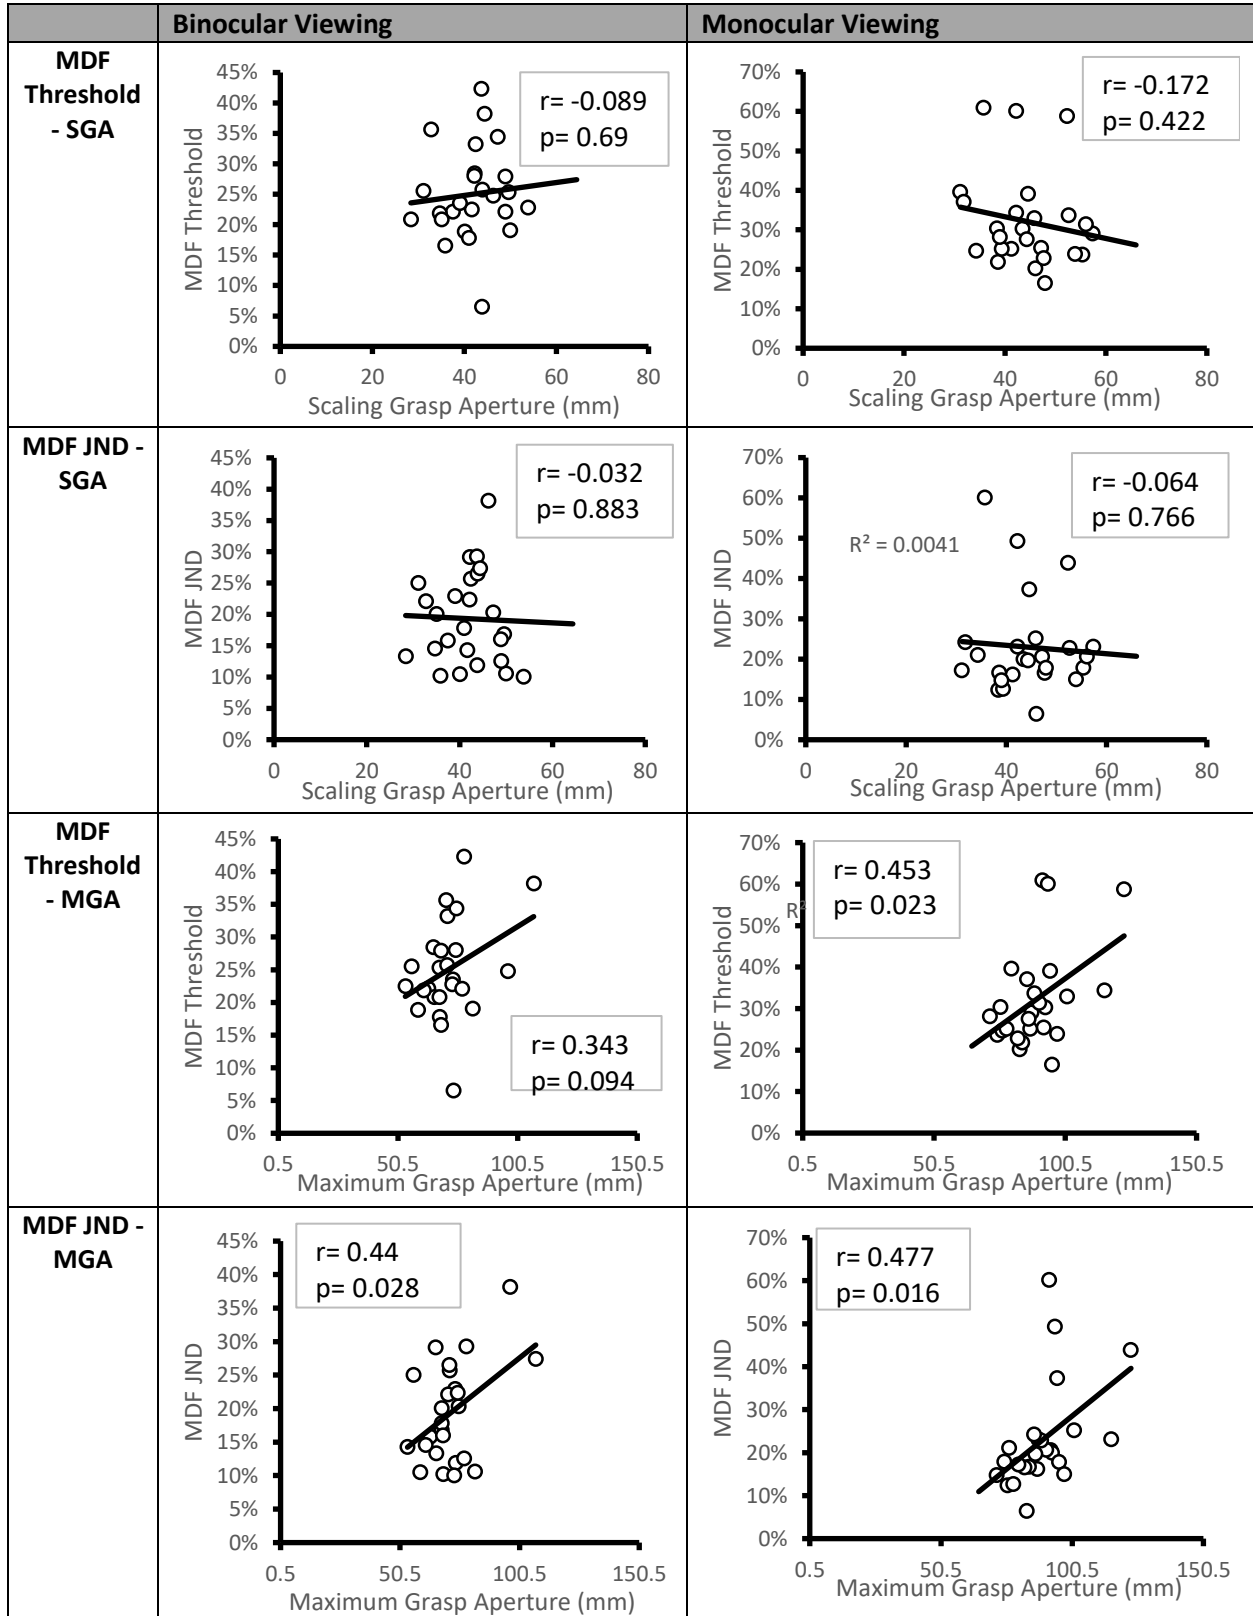 Binocular Viewing
Monocular Viewing
MDF
Threshold
- SGA
45%
40%
35%
30%
25%
20%
15%
10%
5%
0%
MDF Threshold
r= -0.089
p= 0.69
0 20 40 60 80
Scaling Grasp Aperture (mm)
70%
60%
50%
40%
30%
20%
10%
0%
MDF Threshold
r= -0.172
p= 0.422
0 20 40 60 80
Scaling Grasp Aperture (mm)
MDF JND -
SGA
45%
40%
35%
30%
25%
20%
15%
10%
5%
0%
MDF JND
r= -0.032
p= 0.883
0 20 40 60 80
Scaling Grasp Aperture (mm)
70%
60%
50%
40%
30%
20%
10%
0%
MDF JND
R² = 0.0041
r= -0.064
p= 0.766
0 20 40 60 80
Scaling Grasp Aperture (mm)
MDF
Threshold
- MGA
45%
40%
35%
30%
25%
20%
15%
10%
5%
0%
MDF Threshold
r= 0.343
p= 0.094
0.5 50.5 100.5 150.5
Maximum Grasp Aperture (mm)
70%
60%
50%
40%
30%
20%
10%
0%
MDF Threshold
r= 0.453
p= 0.023
0.5 50.5 100.5 150.5
Maximum Grasp Aperture (mm)
MDF JND -
MGA
45%
40%
35%
30%
25%
20%
15%
10%
5%
0%
MDF JND
r= 0.44
p= 0.028
0.5 50.5 100.5 150.5
Maximum Grasp Aperture (mm)
70%
60%
50%
40%
30%
20%
10%
0%
MDF JND
r= 0.477
p= 0.016
0.5 50.5 100.5 150.5
Maximum Grasp Aperture (mm)